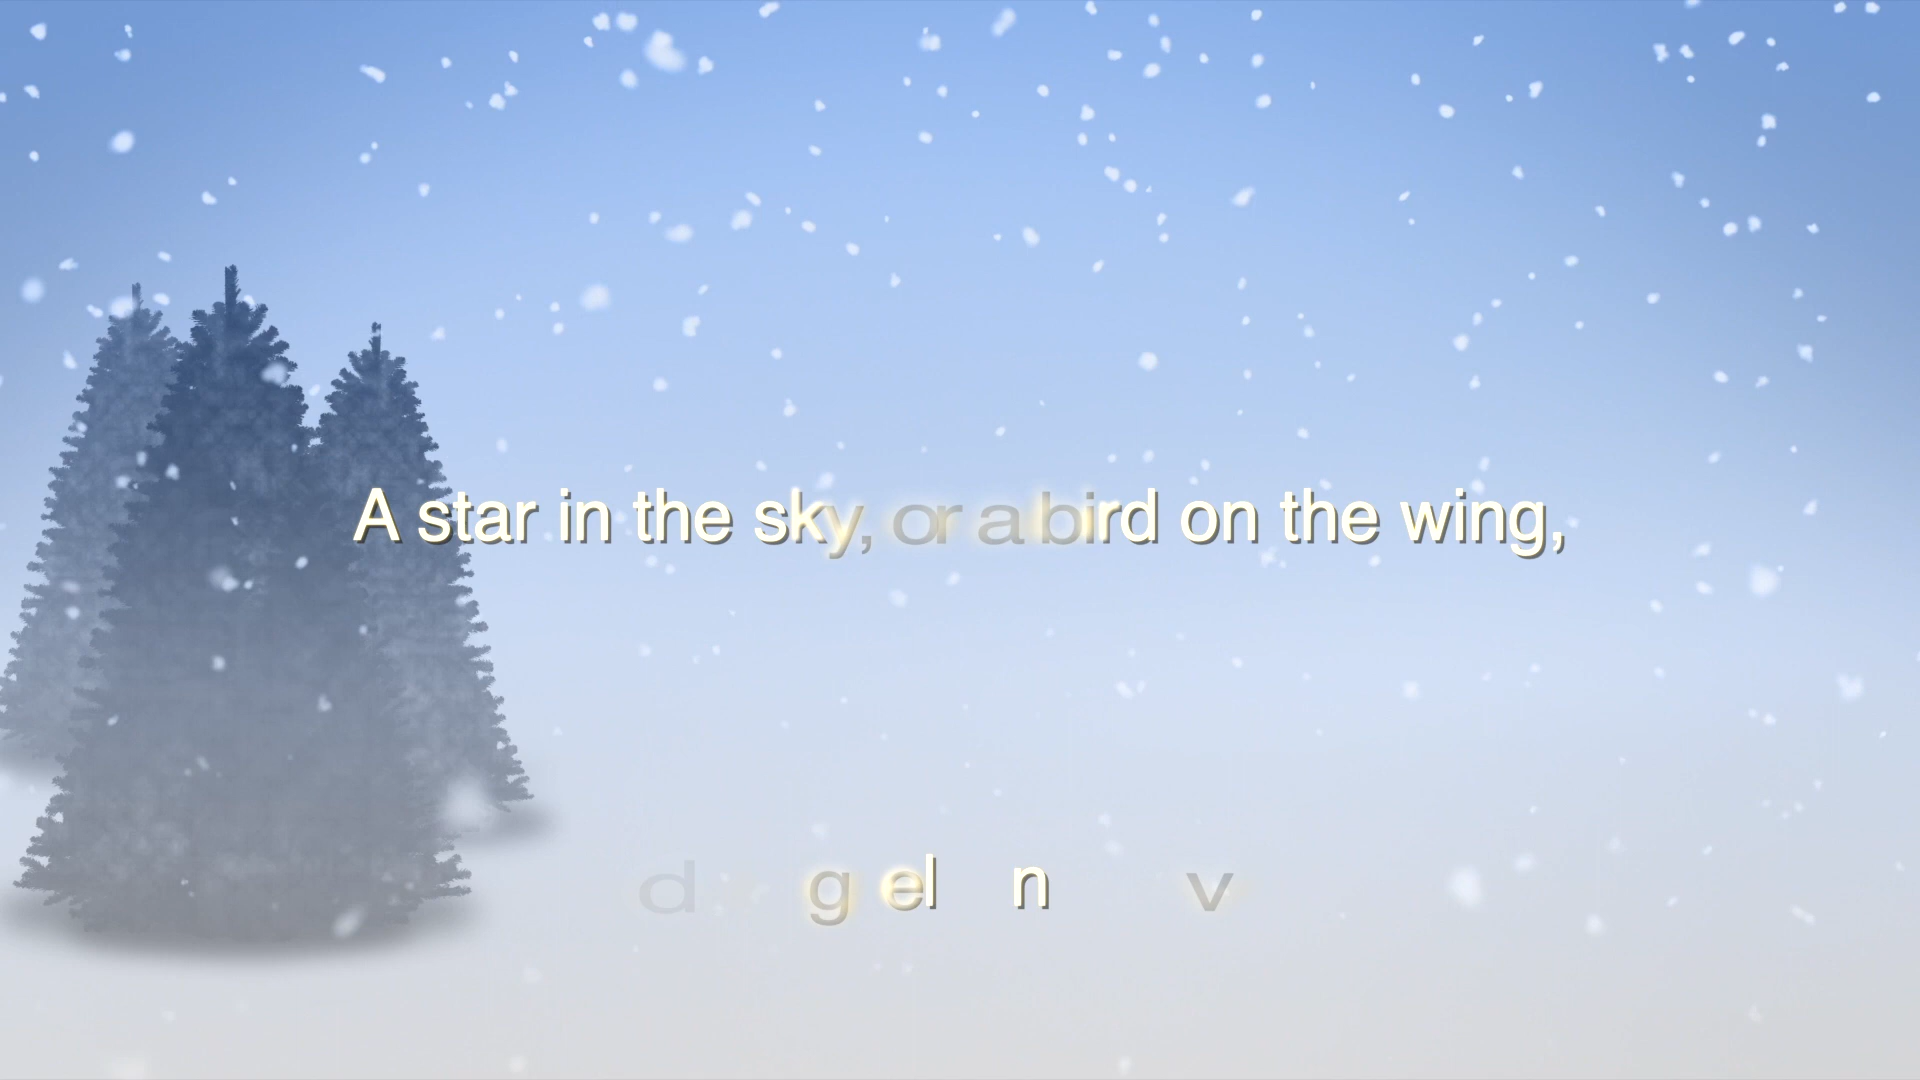 A star in the sky, or a bird on the wing,